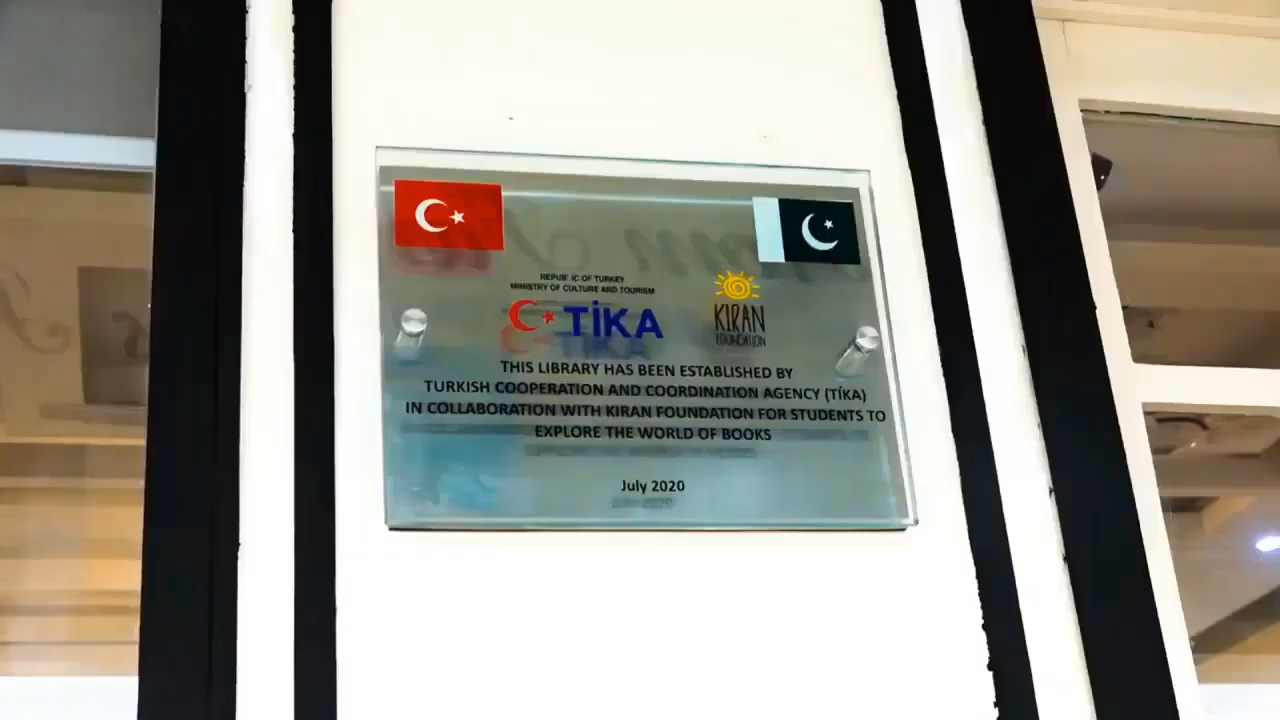 REPUBLIC OF TURKEY
MINISTRY OF CULTURE AND TOURISM
TİKA
KIRAN
FOUNDATION
THIS LIBRARY HAS BEEN ESTABLISHED BY
TURKISH COOPERATION AND COORDINATION AGENCY (TİKA)
IN COLLABORATION WITH KIRAN FOUNDATION FOR STUDENTS TO
EXPLORE THE WORLD OF BOOKS
July 2020